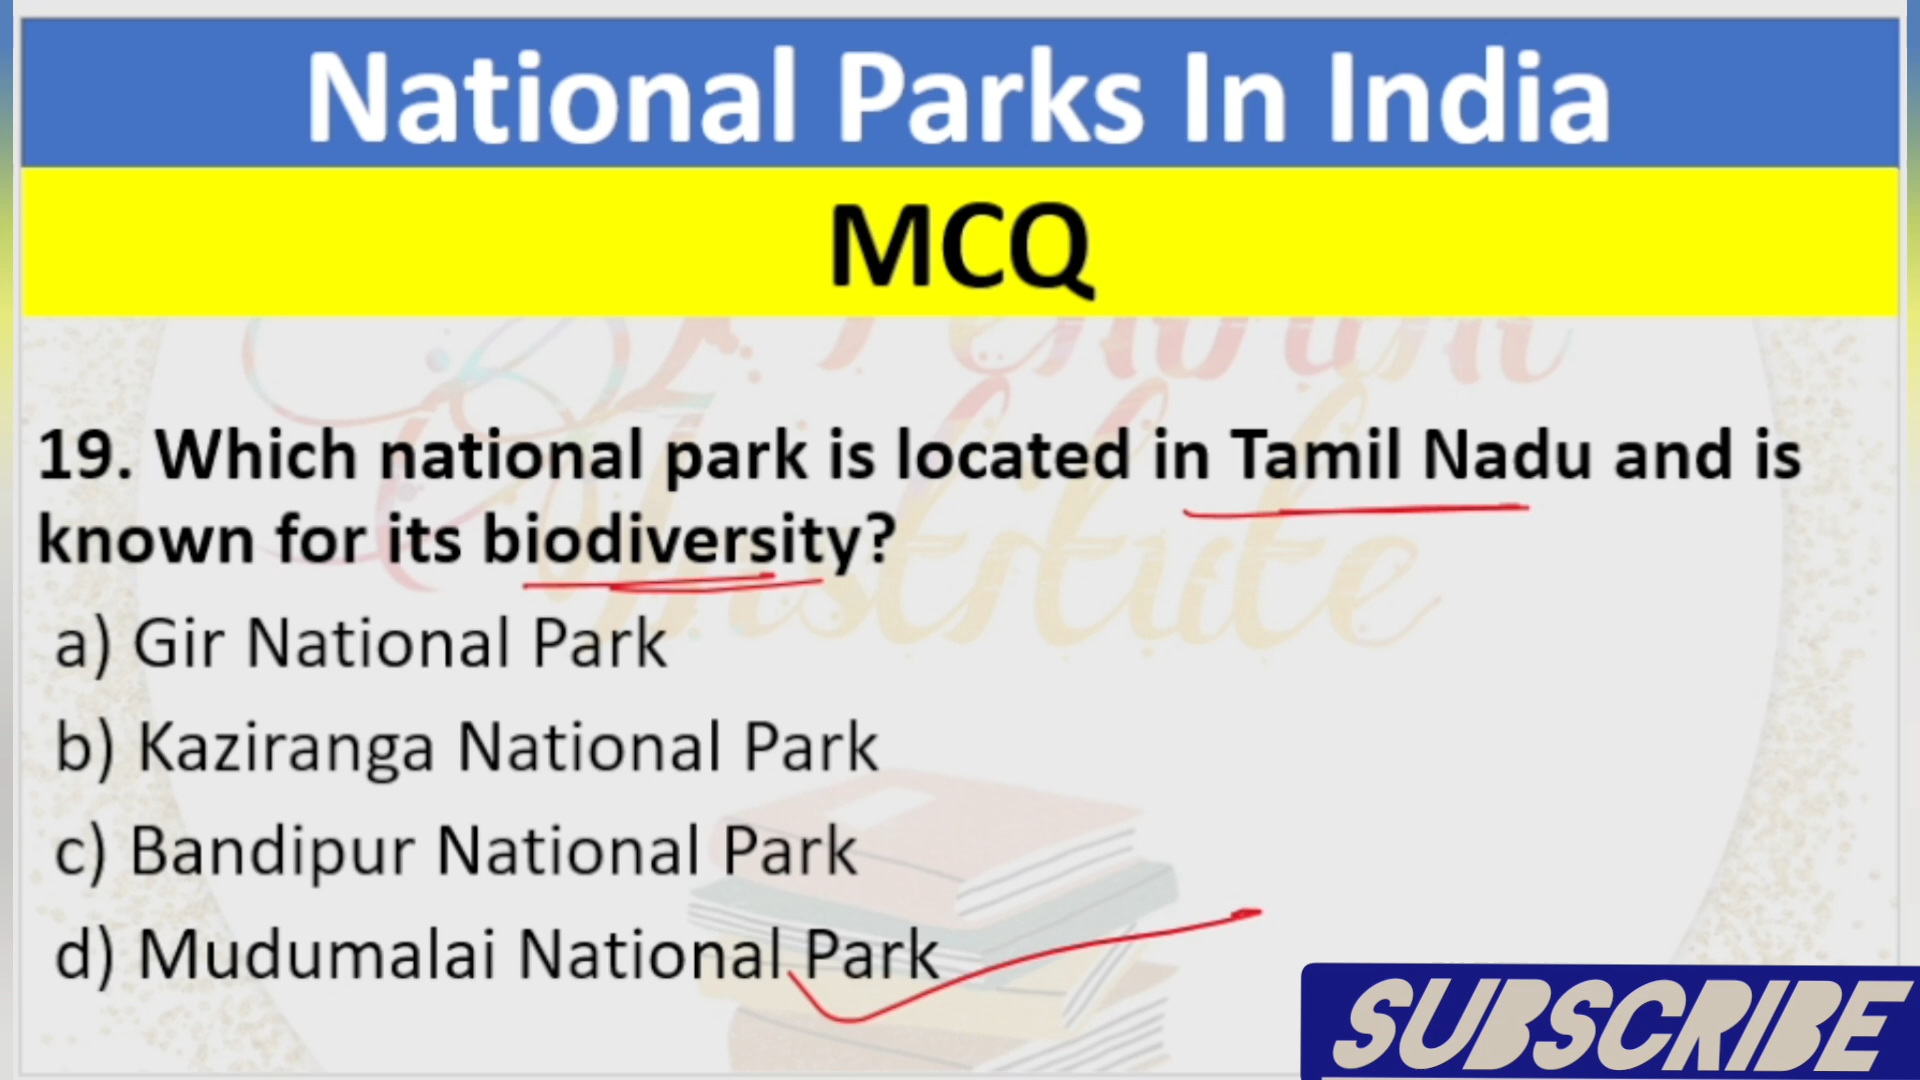 National Parks In India
MCQ
19. Which national park is located in Tamil Nadu and is
known for its biodiversity?
a) Gir National Park
b) Kaziranga National Park
c) Bandipur National Park
d) Mudumalai National Park
SUBSCRIBE